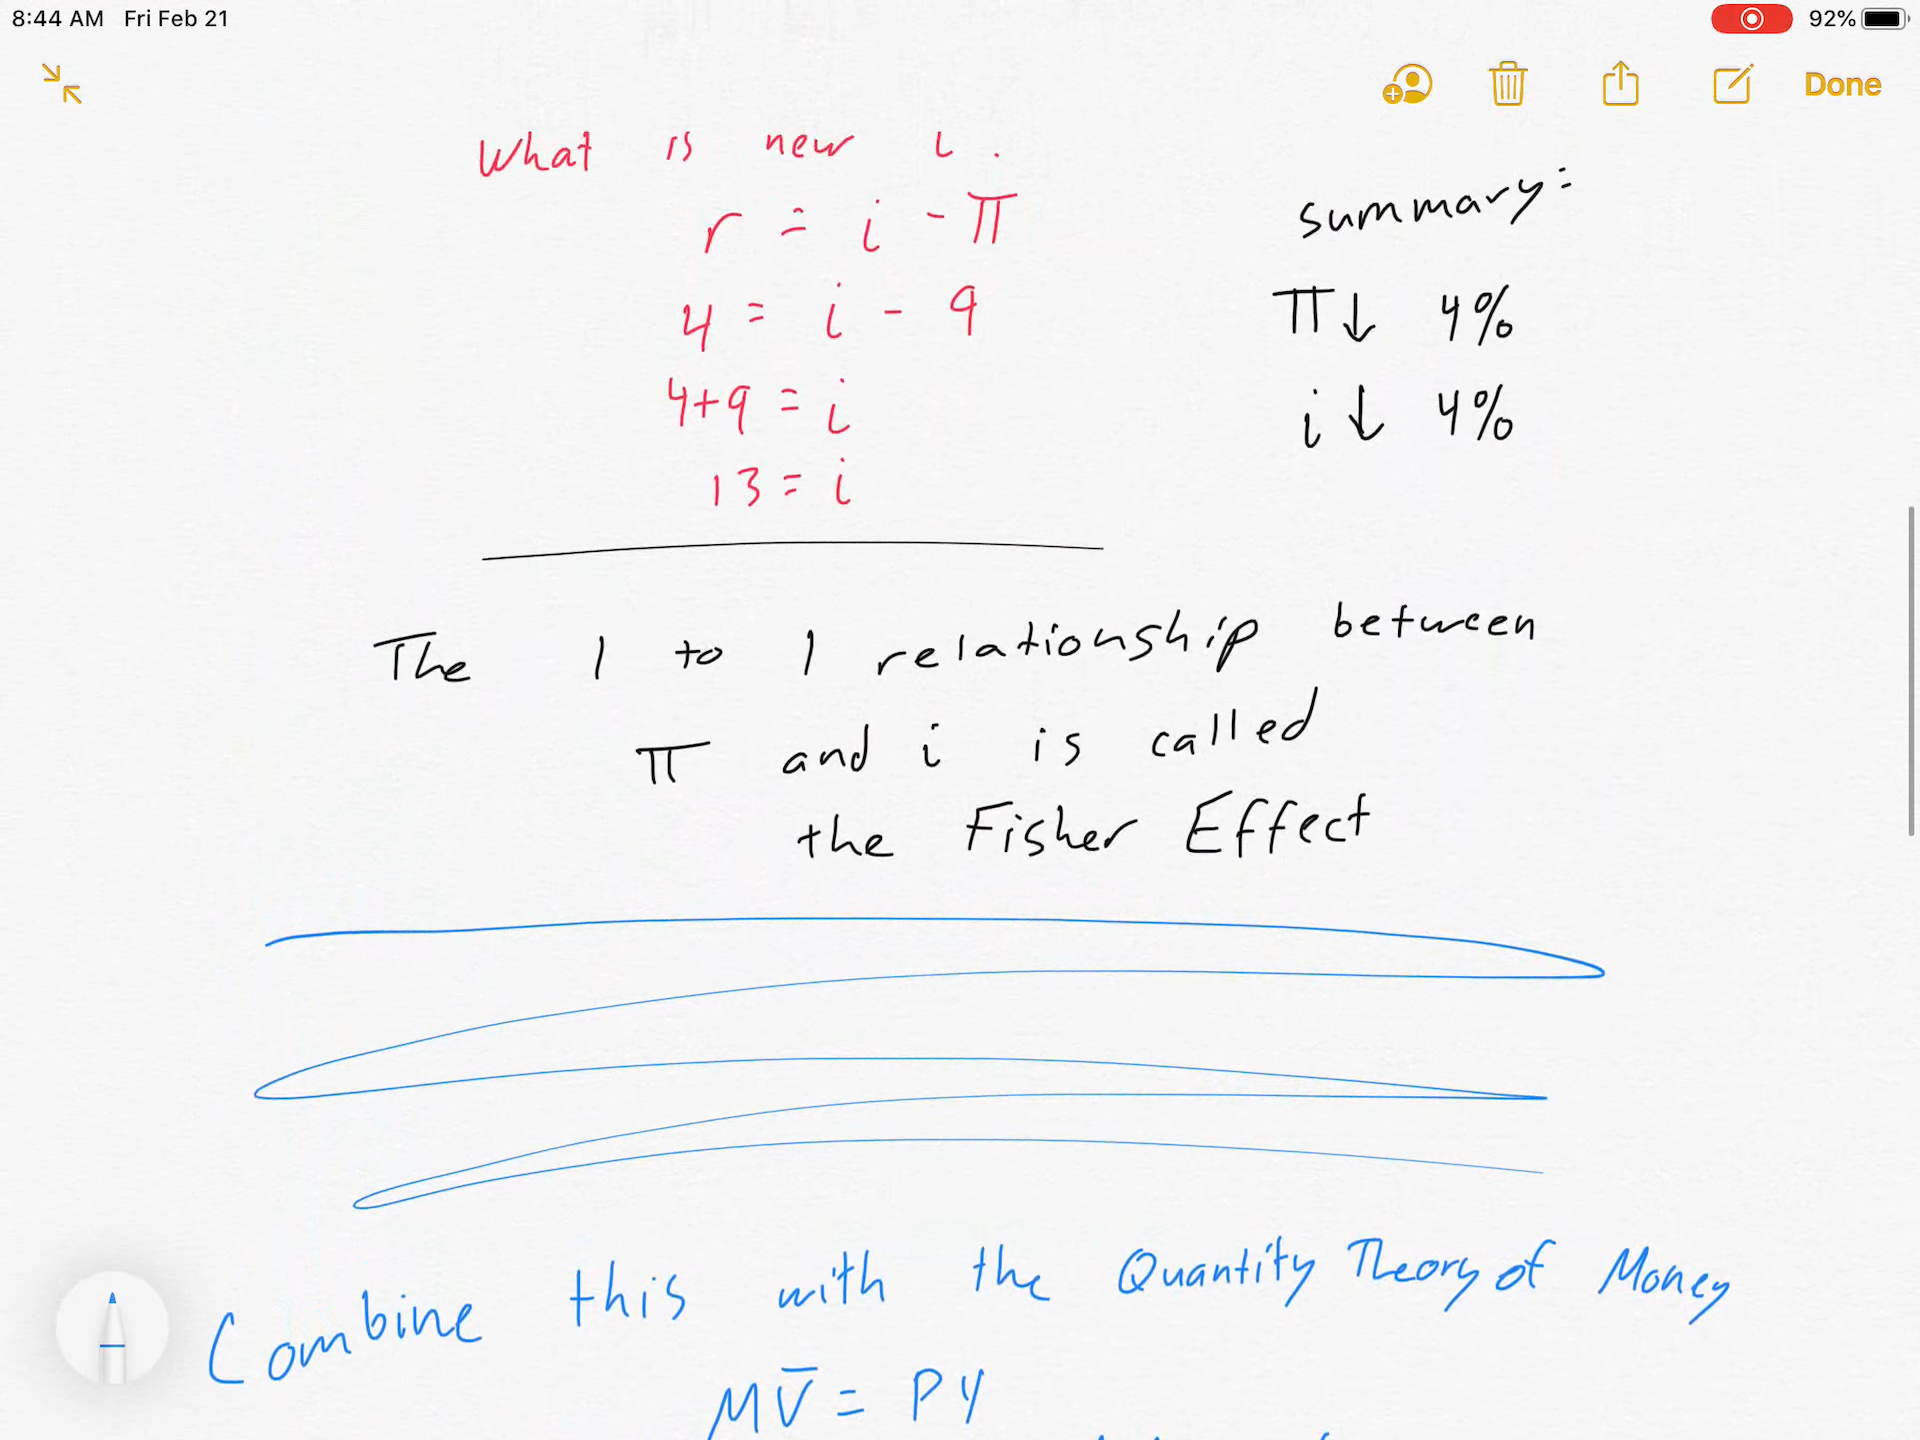 8:44 AM Fri Feb 21
92%
Done
What is new i.
r = i - π
4 = i - 9
4+9 = i
13 = i
summary:
π↓ 4%
i↓ 4%
The 1 to 1 relationship between
π and i is called
the Fisher Effect
Combine this with the Quantity Theory of Money
MV̅ = PY